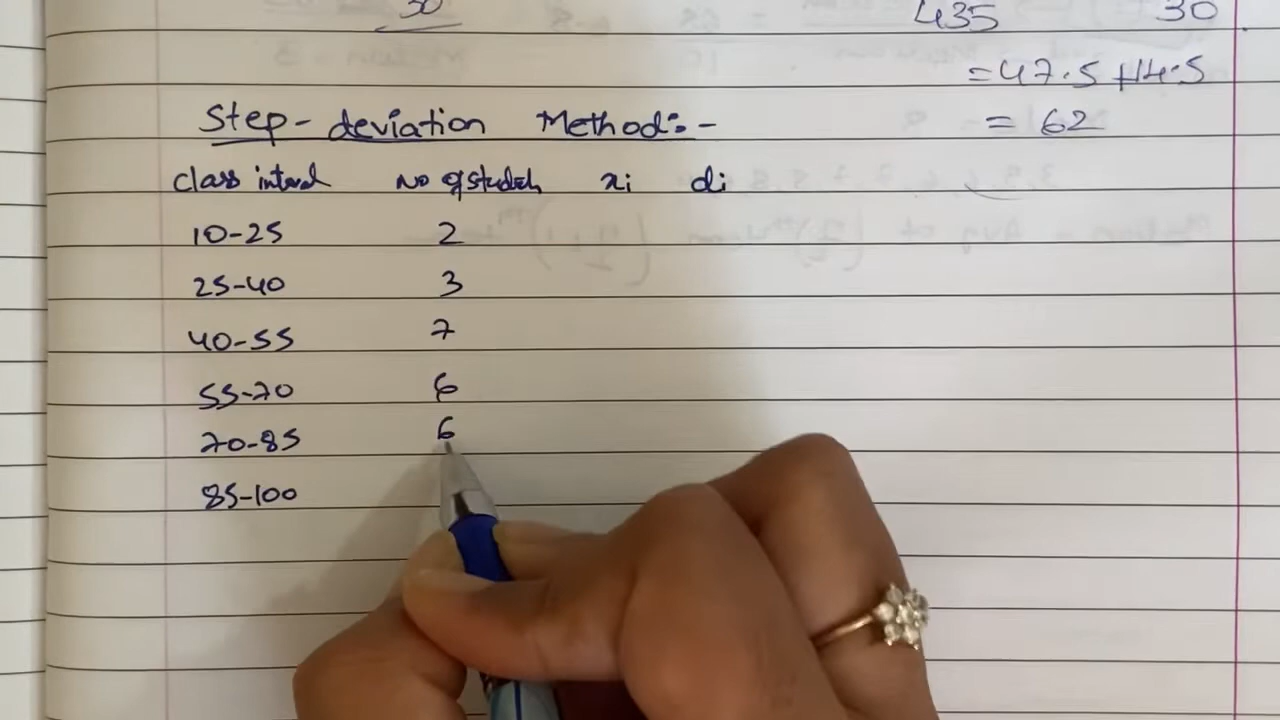 30 435 30
= 47.5 + 14.5
Step-deviation Method:-
= 62
class interval No of students xi di
10-25 2
25-40 3
40-55 7
55-70 6
70-85 6
85-100